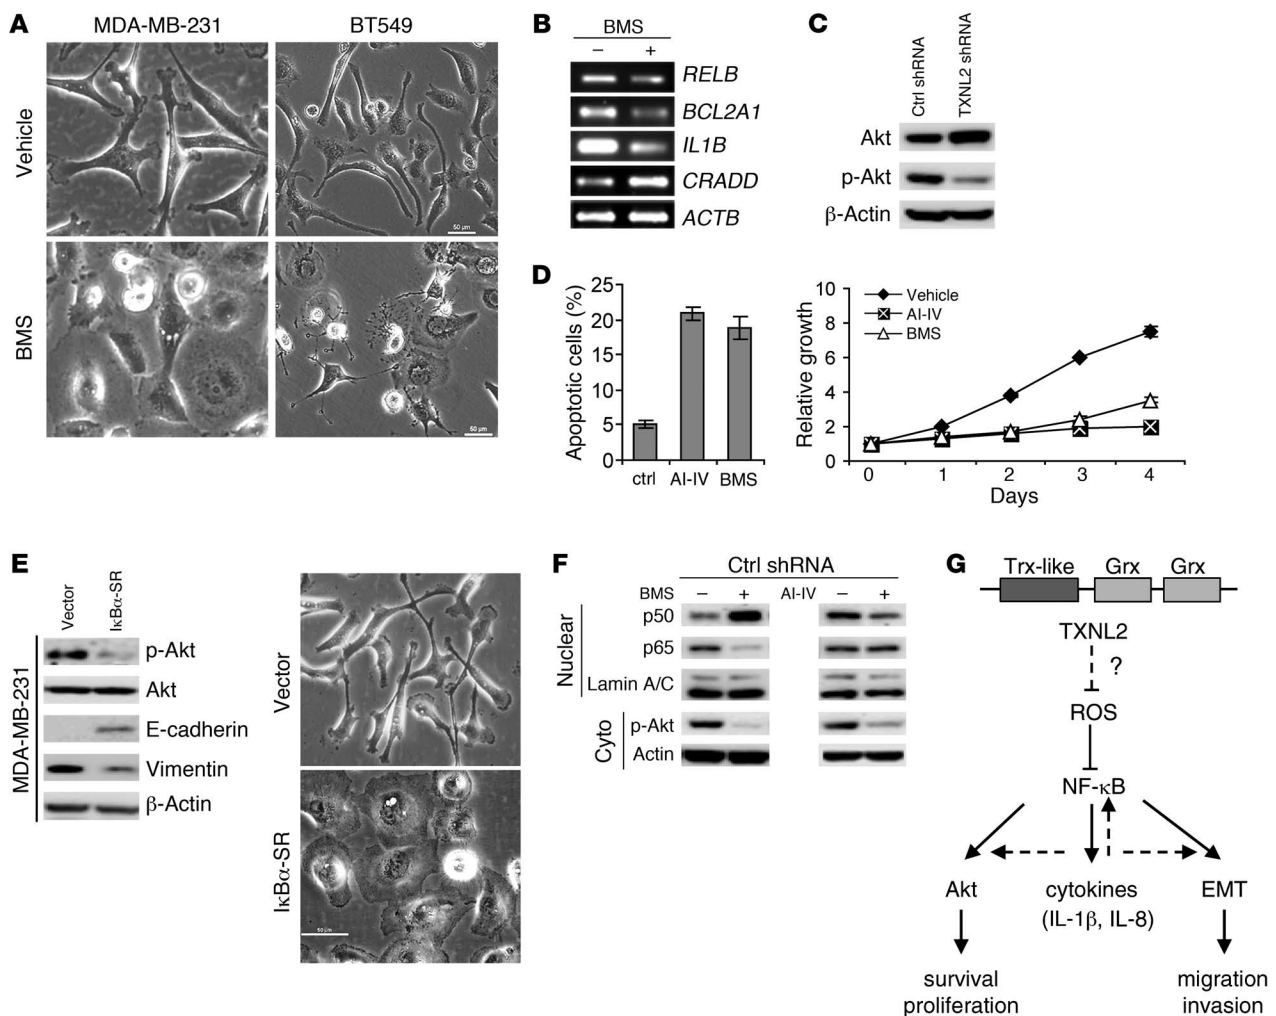 A
MDA-MB-231
BT549
Vehicle
50 µm
BMS
50 µm
B
BMS
− +
RELB
BCL2A1
IL1B
CRADD
ACTB
C
Ctrl shRNA
TXNL2 shRNA
Akt
p-Akt
β-Actin
D
Apoptotic cells (%)
25
20
15
10
5
0
ctrl AI-IV BMS
Relative growth
10
8
6
4
2
0
Vehicle
AI-IV
BMS
0 1 2 3 4
Days
E
MDA-MB-231
Vector
IκBα-SR
p-Akt
Akt
E-cadherin
Vimentin
β-Actin
Vector
IκBα-SR
50 µm
F
Ctrl shRNA
BMS − + AI-IV − +
Nuclear
p50
p65
Lamin A/C
Cyto
p-Akt
Actin
G
Trx-like Grx Grx
TXNL2
?
ROS
NF-κB
Akt cytokines EMT
(IL-1β, IL-8)
survival migration
proliferation invasion